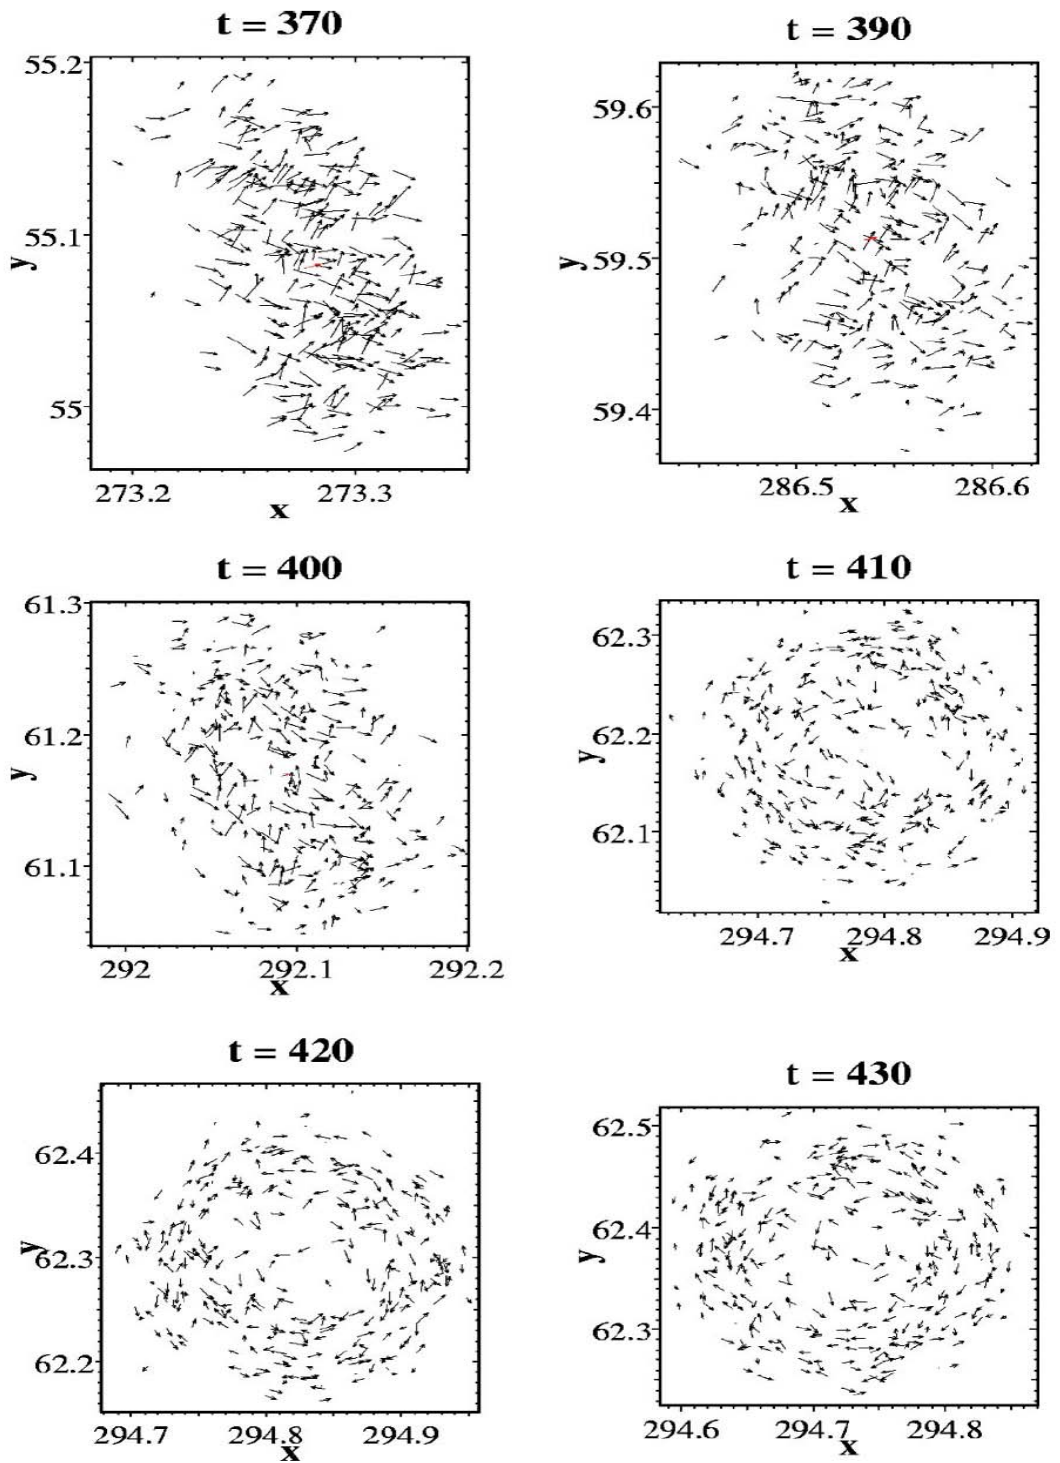 t = 370
55.2
55.1
55
y
273.2 273.3
x
t = 390
59.6
59.5
59.4
y
286.5 286.6
x
t = 400
61.3
61.2
61.1
y
292 292.1 292.2
x
t = 410
62.3
62.2
62.1
y
294.7 294.8 294.9
x
t = 420
62.4
62.3
62.2
y
294.7 294.8 294.9
x
t = 430
62.5
62.4
62.3
y
294.6 294.7 294.8
x